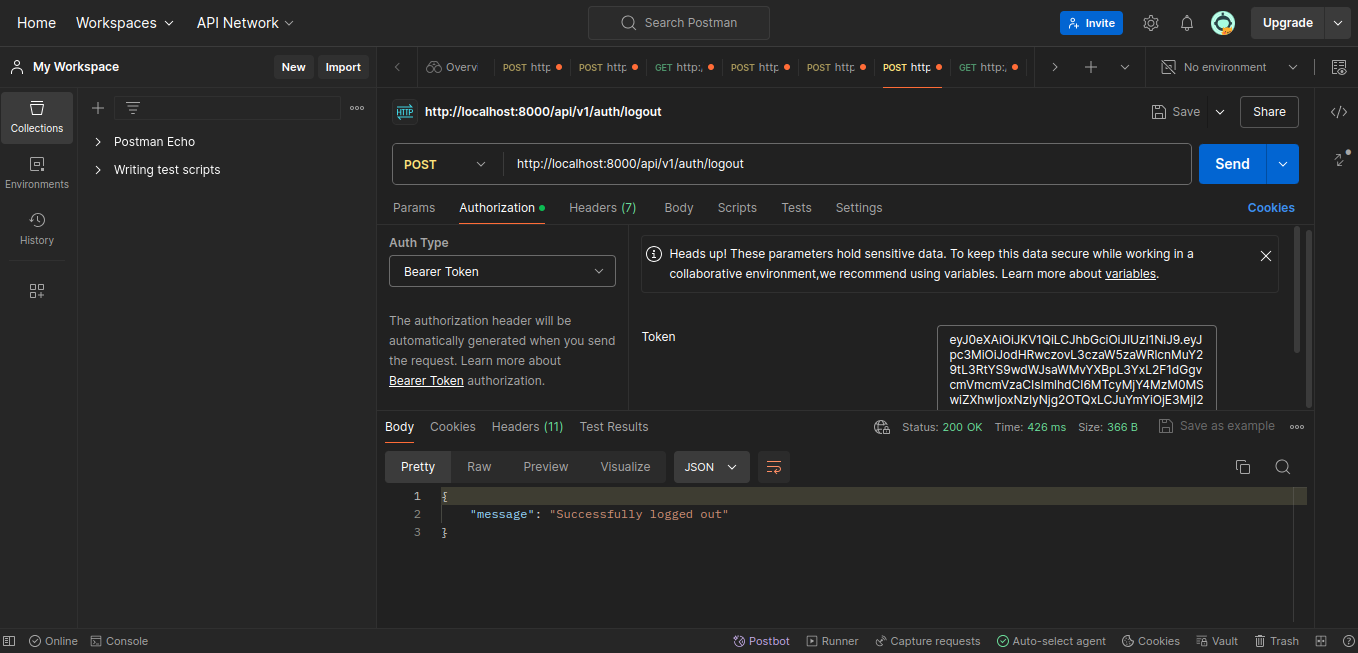 Home Workspaces API Network Search Postman Invite Upgrade
My Workspace New Import Overv POST http POST http GET http:, POST http POST http POST http GET http:, No environment
Collections
Environments
History
Postman Echo
Writing test scripts
HTTP http://localhost:8000/api/v1/auth/logout Save Share
POST http://localhost:8000/api/v1/auth/logout Send
Params Authorization Headers (7) Body Scripts Tests Settings Cookies
Auth Type
Bearer Token
The authorization header will be
automatically generated when you send
the request. Learn more about
Bearer Token authorization.
Heads up! These parameters hold sensitive data. To keep this data secure while working in a
collaborative environment,we recommend using variables. Learn more about variables.
Token
Body Cookies Headers (11) Test Results Status: 200 OK Time: 426 ms Size: 366 B Save as example
Pretty Raw Preview Visualize JSON
1 {
2 "message": "Successfully logged out"
3 }
Online Console Postbot Runner Capture requests Auto-select agent Cookies Vault Trash